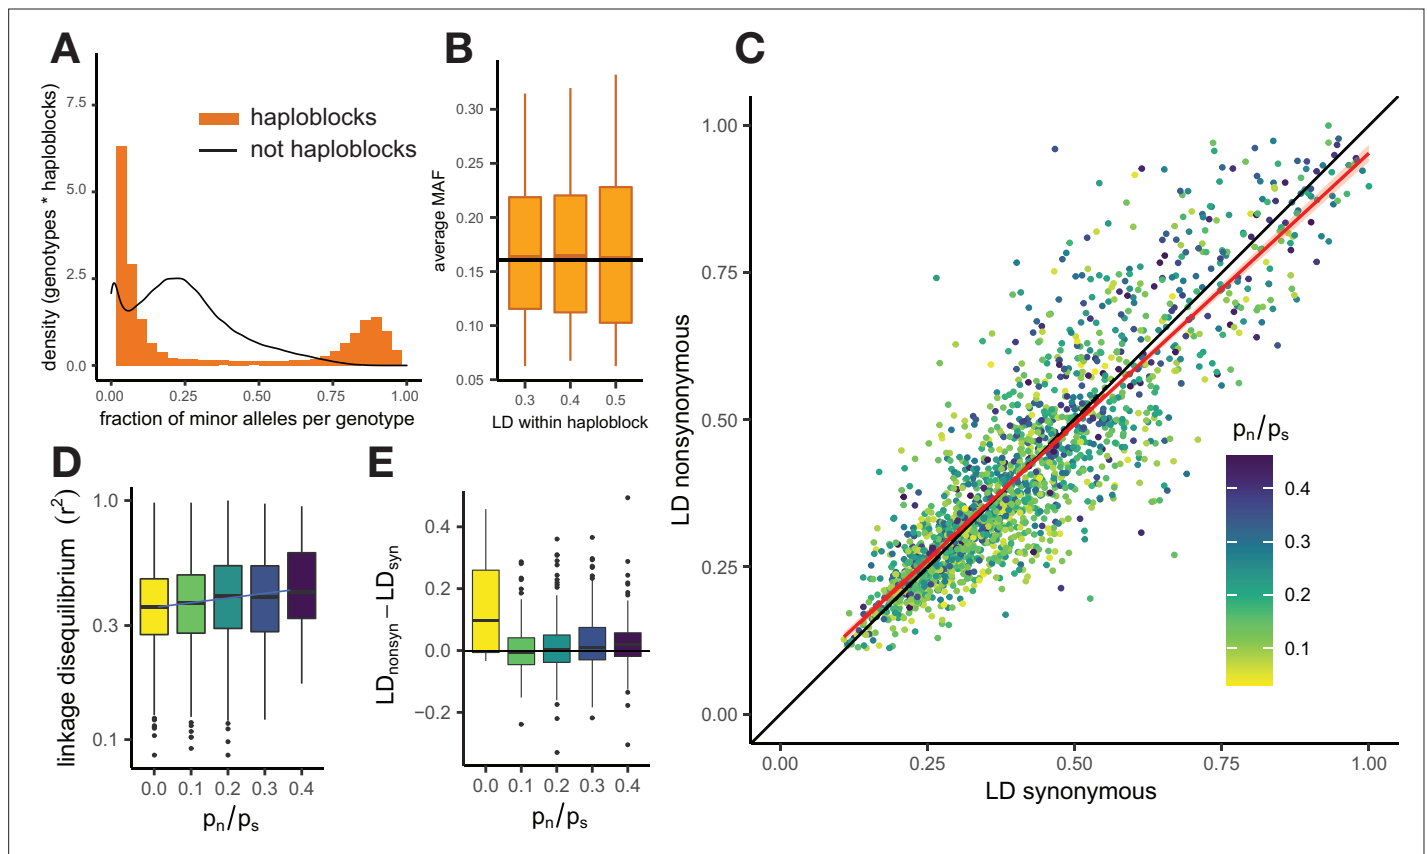 A
density (genotypes * haploblocks)
7.5
5.0
2.5
0.0
haploblocks
not haploblocks
0.00 0.25 0.50 0.75 1.00
fraction of minor alleles per genotype
B
average MAF
0.30
0.25
0.20
0.15
0.10
0.05
0.3 0.4 0.5
LD within haploblock
C
LD nonsynonymous
1.00
0.75
0.50
0.25
0.00
pn/ps
0.4
0.3
0.2
0.1
0.00 0.25 0.50 0.75 1.00
LD synonymous
D
linkage disequilibrium (r²)
1.0
0.3
0.1
0.0 0.1 0.2 0.3 0.4
pn/ps
E
LDnonsyn − LDsyn
0.4
0.2
0.0
−0.2
0.0 0.1 0.2 0.3 0.4
pn/ps